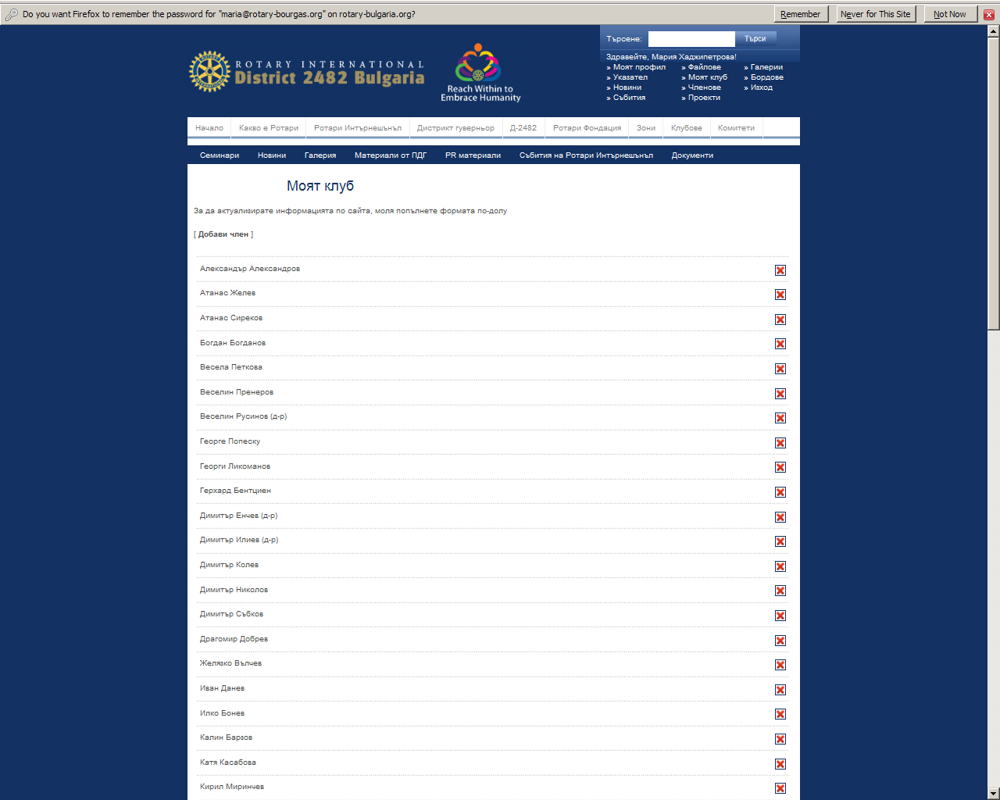 Do you want Firefox to remember the password for "maria@rotary-bourgas.org" on rotary-bulgaria.org?
Remember
Never for This Site
Not Now
ROTARY INTERNATIONAL
District 2482 Bulgaria
Reach Within to
Embrace Humanity
Търсене:
Търси
Здравейте, Мария Хаджипетрова!
» Моят профил » Файлове » Галерии
» Указател » Моят клуб » Бордове
» Новини » Членове » Изход
» Събития » Проекти
Начало Какво е Ротари Ротари Интърнешънъл Дистрикт гуверньор Д-2482 Ротари Фондация Зони Клубове Комитети
Семинари Новини Галерия Материали от ПДГ PR материали Събития на Ротари Интърнешънъл Документи
Моят клуб
За да актуализирате информацията по сайта, моля попълнете формата по-долу
[ Добави член ]
Александър Александров
Атанас Желев
Атанас Сиреков
Богдан Богданов
Весела Петкова
Веселин Пренеров
Веселин Русинов (д-р)
Георге Попеску
Георги Ликоманов
Герхард Бентциен
Димитър Енчев (д-р)
Димитър Илиев (д-р)
Димитър Колев
Димитър Николов
Димитър Събков
Драгомир Добрев
Желязко Вълчев
Иван Данев
Илко Бонев
Калин Барзов
Катя Касабова
Кирил Миринчев